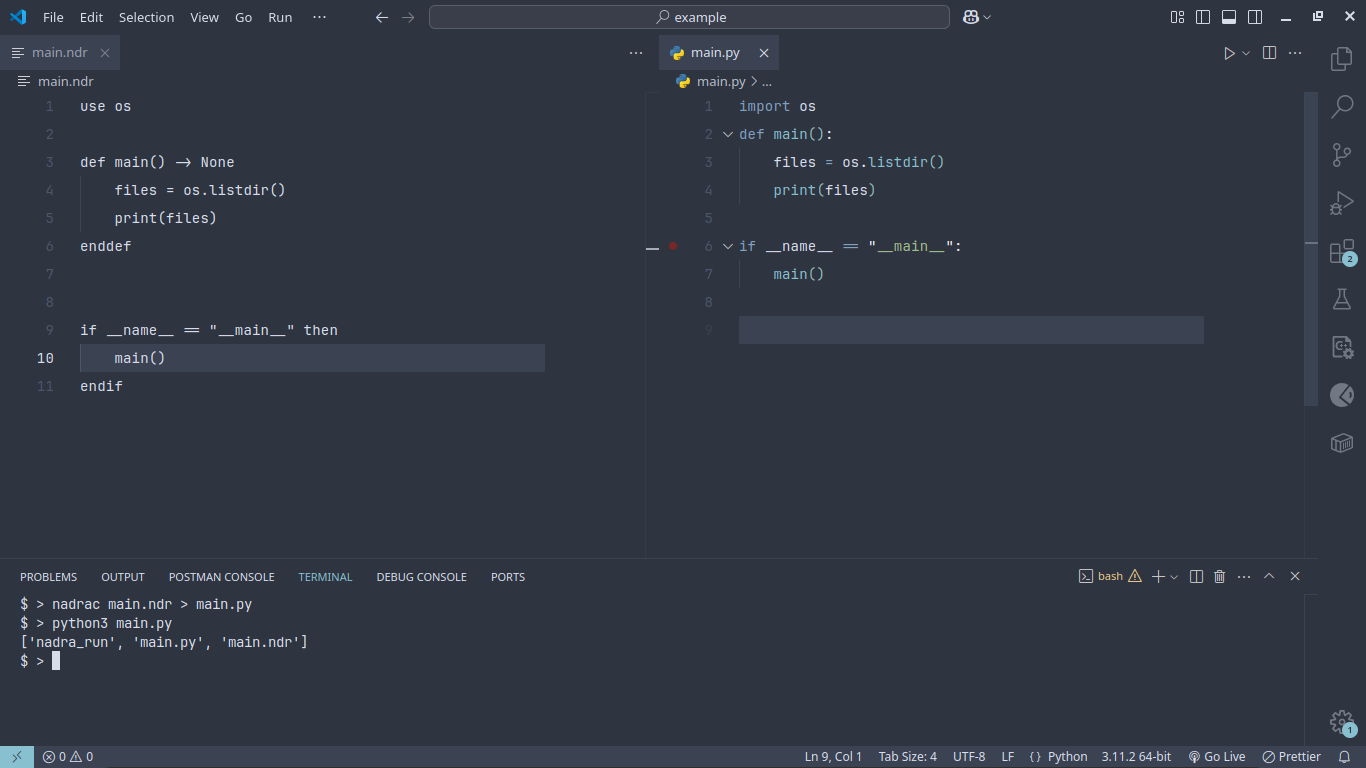 File Edit Selection View Go Run ···
example
main.ndr
main.ndr
1 use os
2
3 def main() -> None
4 files = os.listdir()
5 print(files)
6 enddef
7
8
9 if __name__ == "__main__" then
10 main()
11 endif
main.py
main.py > ...
1 import os
2 def main():
3 files = os.listdir()
4 print(files)
5
6 if __name__ == "__main__":
7 main()
8
9
2
PROBLEMS OUTPUT POSTMAN CONSOLE TERMINAL DEBUG CONSOLE PORTS
bash
$ > nadrac main.ndr > main.py
$ > python3 main.py
['nadra_run', 'main.py', 'main.ndr']
$ >
1
0 0 Ln 9, Col 1 Tab Size: 4 UTF-8 LF {} Python 3.11.2 64-bit Go Live Prettier